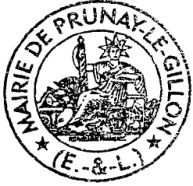 MAIRIE DE PRUNAY-LE-GILLON
(E.-&-L.)